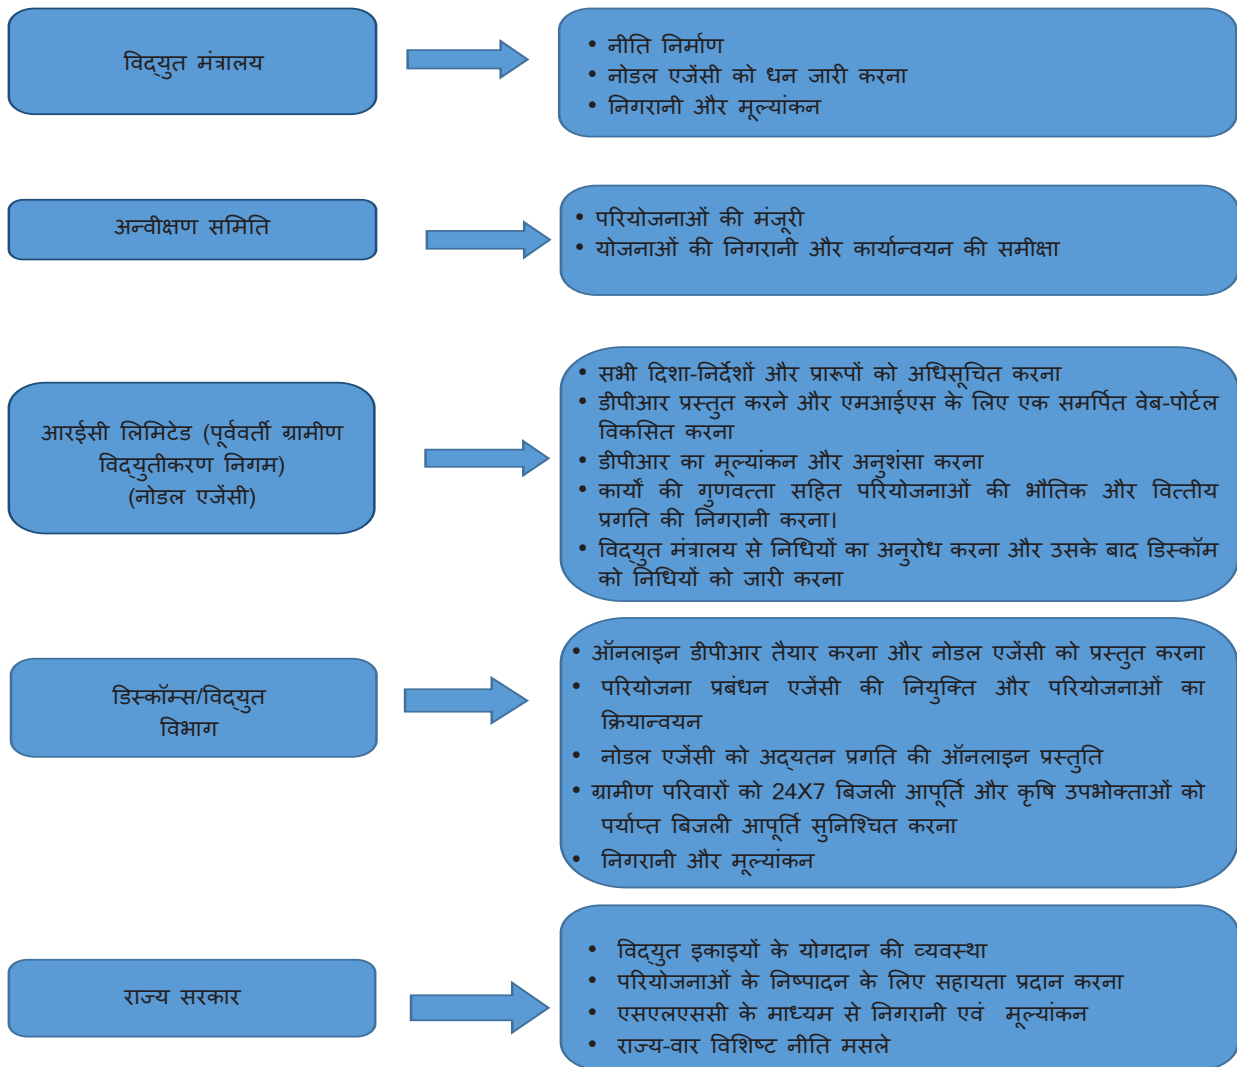 विद्युत मंत्रालय
• नीति निर्माण
• नोडल एजेंसी को धन जारी करना
• निगरानी और मूल्यांकन
अन्वीक्षण समिति
• परियोजनाओं की मंजूरी
• योजनाओं की निगरानी और कार्यान्वयन की समीक्षा
आरईसी लिमिटेड (पूर्ववर्ती ग्रामीण
विद्युतीकरण निगम)
(नोडल एजेंसी)
• सभी दिशा-निर्देशों और प्रारूपों को अधिसूचित करना
• डीपीआर प्रस्तुत करने और एमआईएस के लिए एक समर्पित वेब-पोर्टल
विकसित करना
• डीपीआर का मूल्यांकन और अनुशंसा करना
• कार्यों की गुणवत्ता सहित परियोजनाओं की भौतिक और वित्तीय
प्रगति की निगरानी करना।
• विद्युत मंत्रालय से निधियों का अनुरोध करना और उसके बाद डिस्कॉम
को निधियों को जारी करना
डिस्कॉम्स/विद्युत
विभाग
• ऑनलाइन डीपीआर तैयार करना और नोडल एजेंसी को प्रस्तुत करना
• परियोजना प्रबंधन एजेंसी की नियुक्ति और परियोजनाओं का
क्रियान्वयन
• नोडल एजेंसी को अद्यतन प्रगति की ऑनलाइन प्रस्तुति
• ग्रामीण परिवारों को 24X7 बिजली आपूर्ति और कृषि उपभोक्ताओं को
पर्याप्त बिजली आपूर्ति सुनिश्चित करना
• निगरानी और मूल्यांकन
राज्य सरकार
• विद्युत इकाइयों के योगदान की व्यवस्था
• परियोजनाओं के निष्पादन के लिए सहायता प्रदान करना
• एसएलएससी के माध्यम से निगरानी एवं मूल्यांकन
• राज्य-वार विशिष्ट नीति मसले